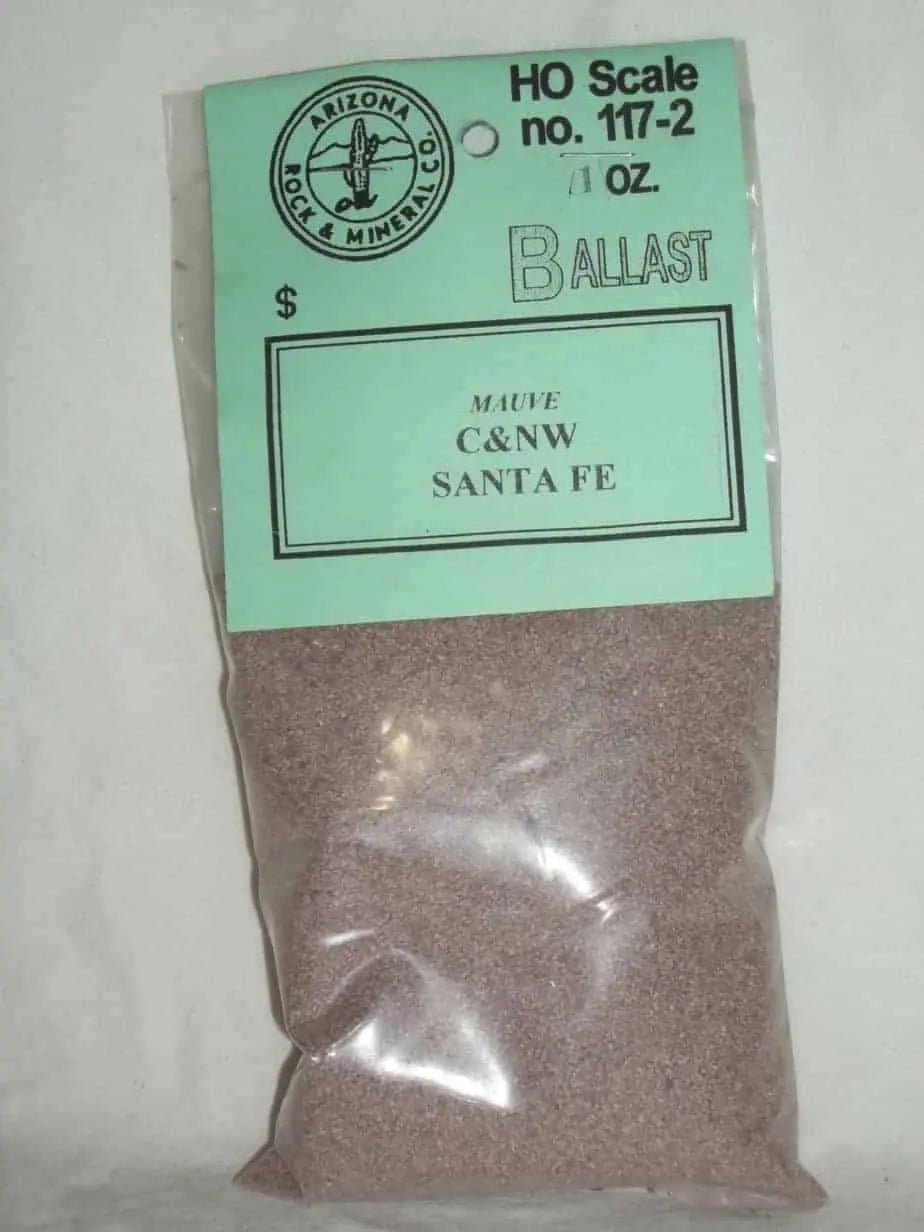 ARIZONA
ROCK & MINERAL CO.
HO Scale
no. 117-2
OZ.
BALLAST
$
MAUVE
C&NW
SANTA FE